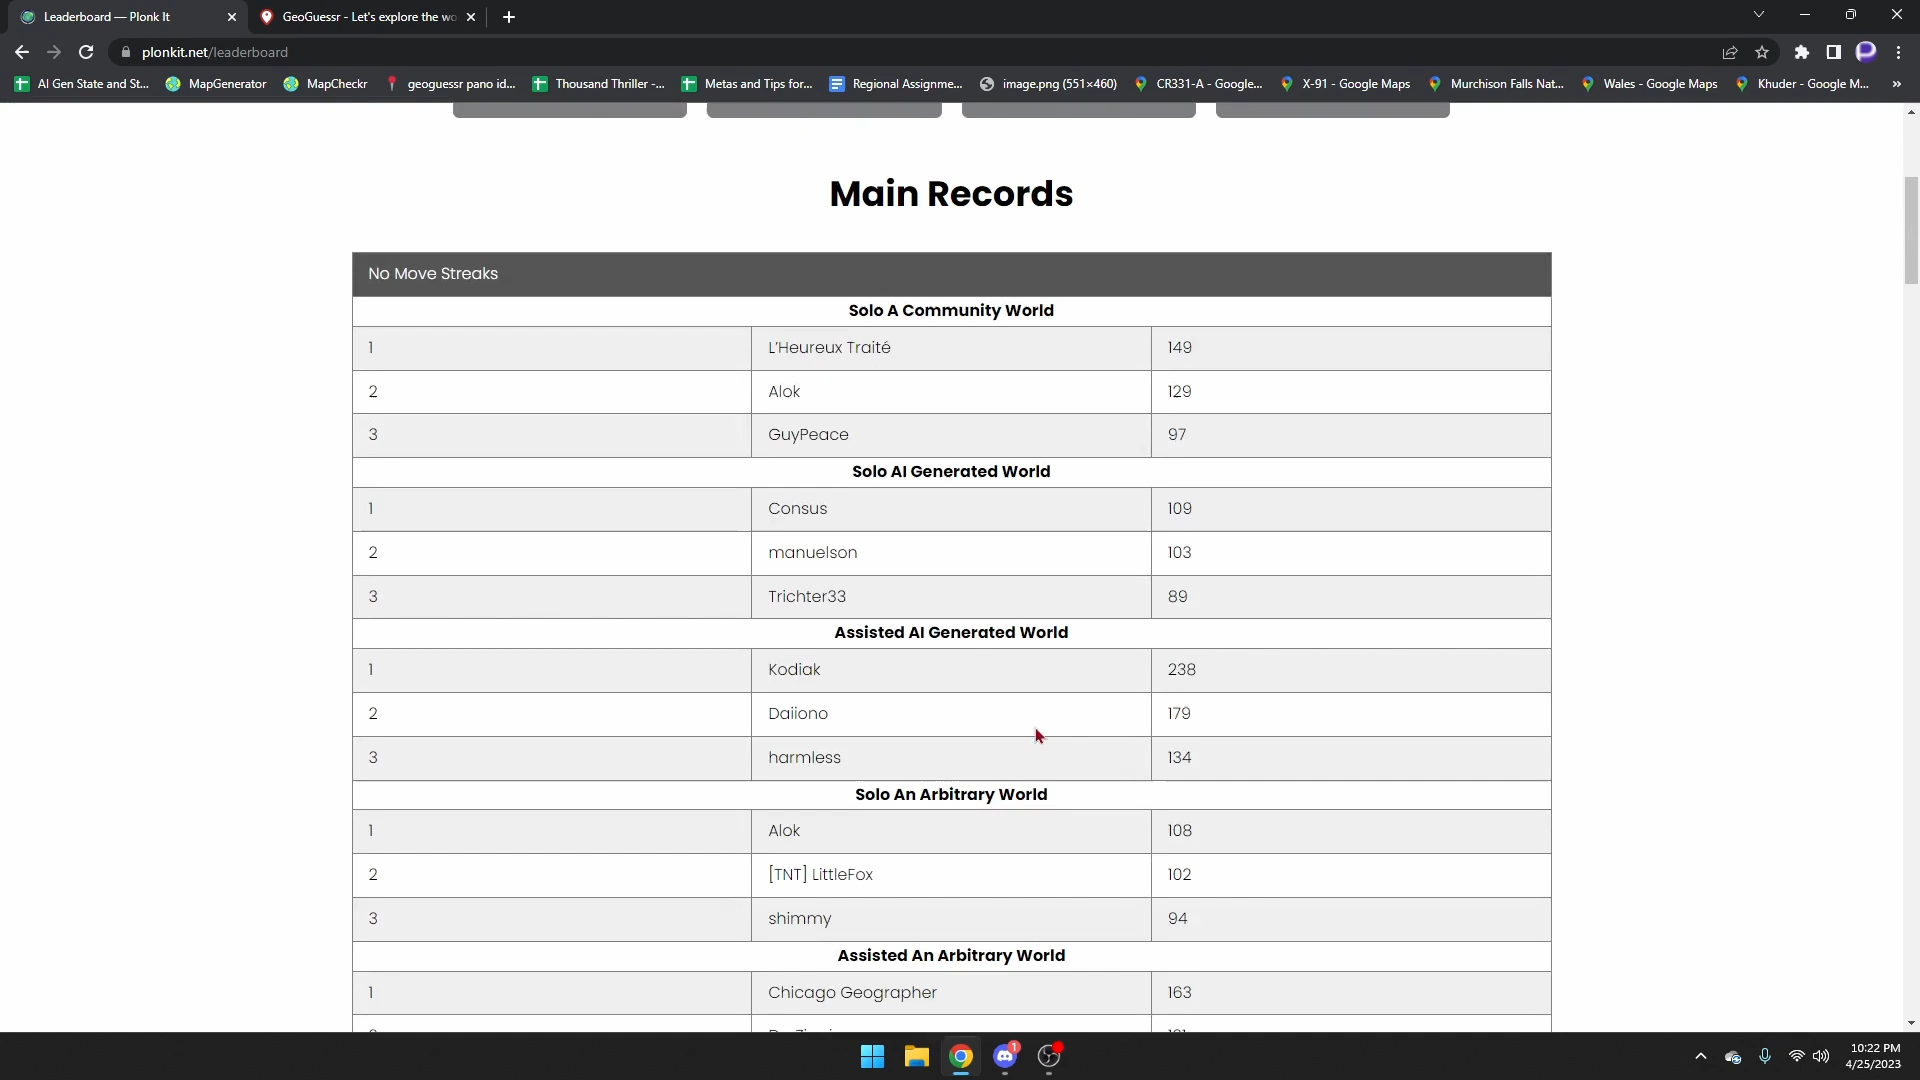 Leaderboard — Plonk It
GeoGuessr - Let's explore the wo
plonkit.net/leaderboard
AI Gen State and St...
MapGenerator
MapCheckr
geoguessr pano id...
Thousand Thriller -...
Metas and Tips for...
Regional Assignme...
image.png (551×460)
CR331-A - Google...
X-91 - Google Maps
Murchison Falls Nat...
Wales - Google Maps
Khuder - Google M...
»
Main Records
No Move Streaks
Solo A Community World
1 L'Heureux Traité 149
2 Alok 129
3 GuyPeace 97
Solo AI Generated World
1 Consus 109
2 manuelson 103
3 Trichter33 89
Assisted AI Generated World
1 Kodiak 238
2 Daiiono 179
3 harmless 134
Solo An Arbitrary World
1 Alok 108
2 [TNT] LittleFox 102
3 shimmy 94
Assisted An Arbitrary World
1 Chicago Geographer 163
1
10:22 PM
4/25/2023